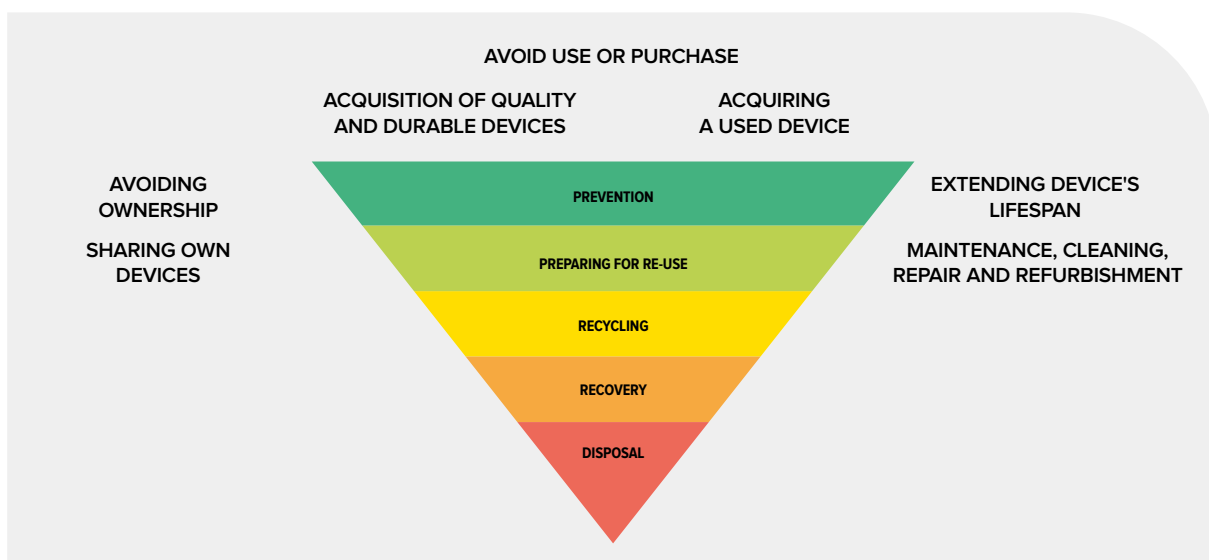 AVOID USE OR PURCHASE
ACQUISITION OF QUALITY
AND DURABLE DEVICES
ACQUIRING
A USED DEVICE
AVOIDING
OWNERSHIP
SHARING OWN
DEVICES
PREVENTION
PREPARING FOR RE-USE
RECYCLING
RECOVERY
DISPOSAL
EXTENDING DEVICE'S
LIFESPAN
MAINTENANCE, CLEANING,
REPAIR AND REFURBISHMENT